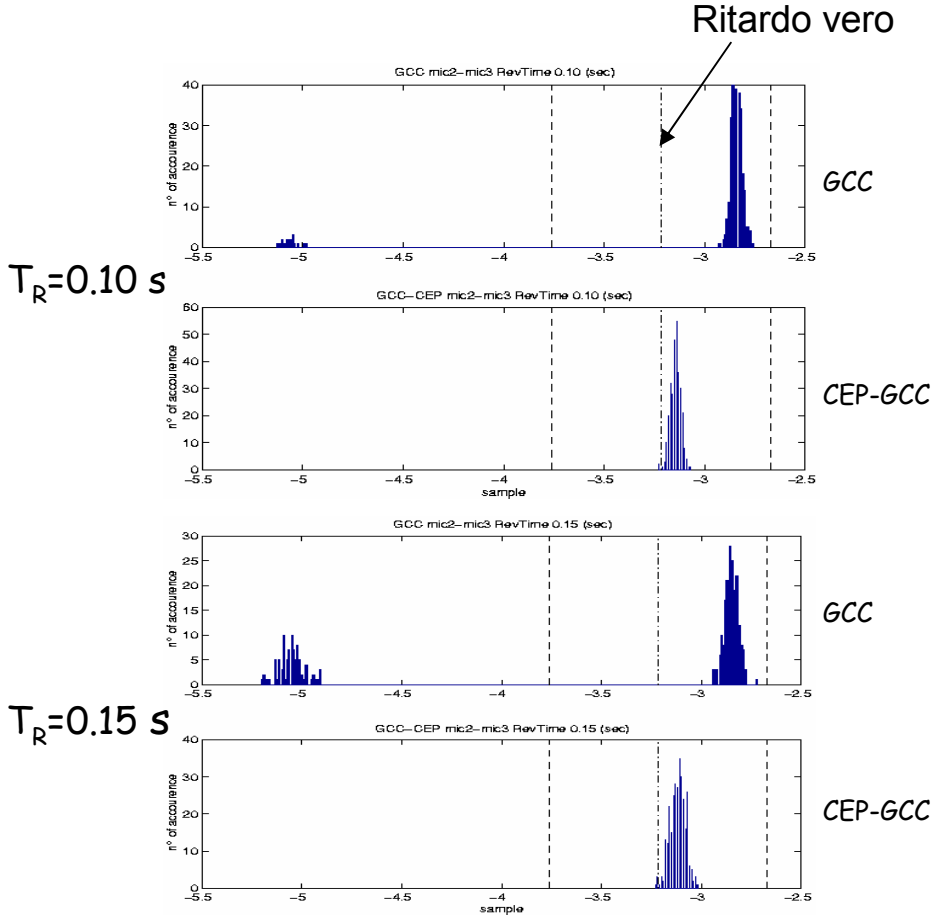 Ritardo vero
GCC mic2-mic3 RevTime 0.10 (sec)
n° of accourence
40
30
20
10
0
-5.5 -5 -4.5 -4 -3.5 -3 -2.5
GCC
T_R=0.10 s
GCC-CEP mic2-mic3 RevTime 0.10 (sec)
n° of accourence
60
50
40
30
20
10
0
-5.5 -5 -4.5 -4 -3.5 -3 -2.5
sample
CEP-GCC
GCC mic2-mic3 RevTime 0.15 (sec)
n° of accourence
30
25
20
15
10
5
0
-5.5 -5 -4.5 -4 -3.5 -3 -2.5
GCC
T_R=0.15 s
GCC-CEP mic2-mic3 RevTime 0.15 (sec)
n° of accourence
40
30
20
10
0
-5.5 -5 -4.5 -4 -3.5 -3 -2.5
sample
CEP-GCC